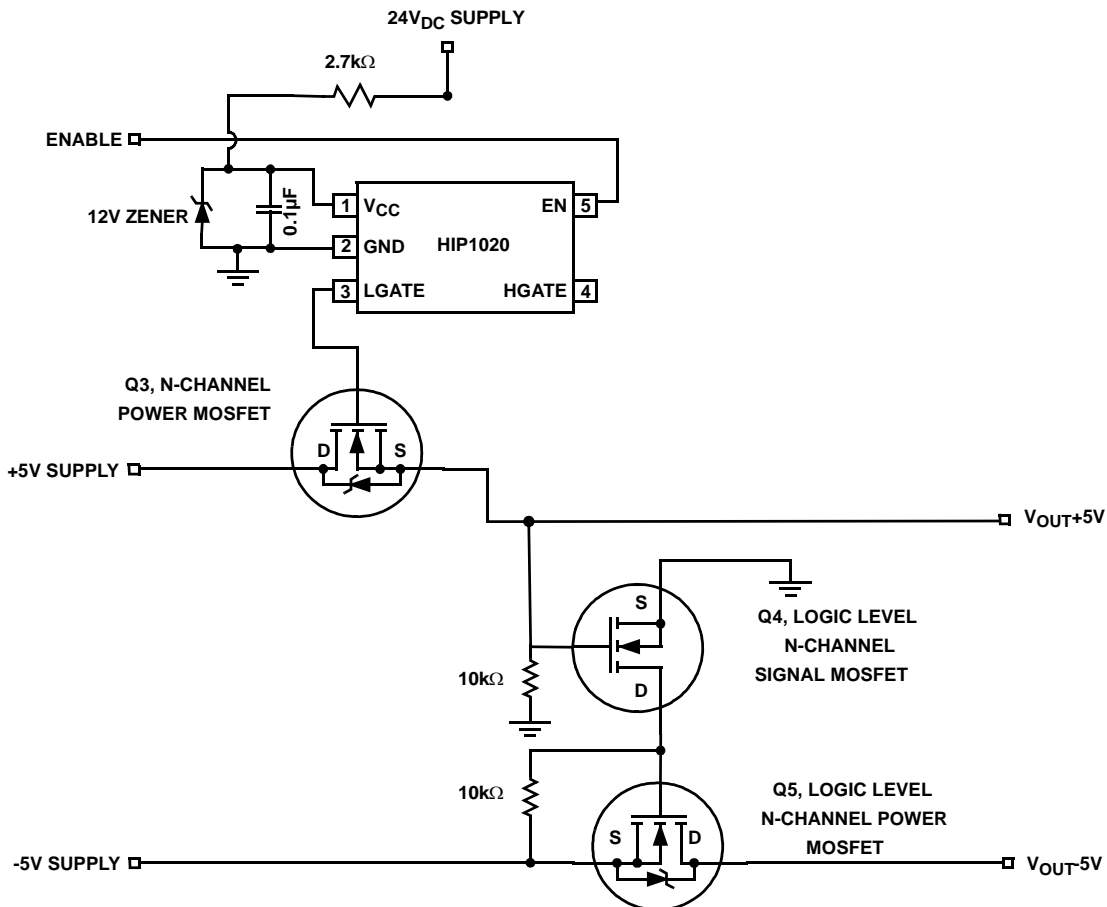 24VDC SUPPLY
2.7kΩ
ENABLE
12V ZENER
0.1µF
1 VCC
EN 5
2 GND
HIP1020
3 LGATE
HGATE 4
Q3, N-CHANNEL
POWER MOSFET
D S
+5V SUPPLY
VOUT+5V
S
Q4, LOGIC LEVEL
N-CHANNEL
SIGNAL MOSFET
10kΩ
D
10kΩ
Q5, LOGIC LEVEL
N-CHANNEL POWER
MOSFET
S D
-5V SUPPLY
VOUT-5V